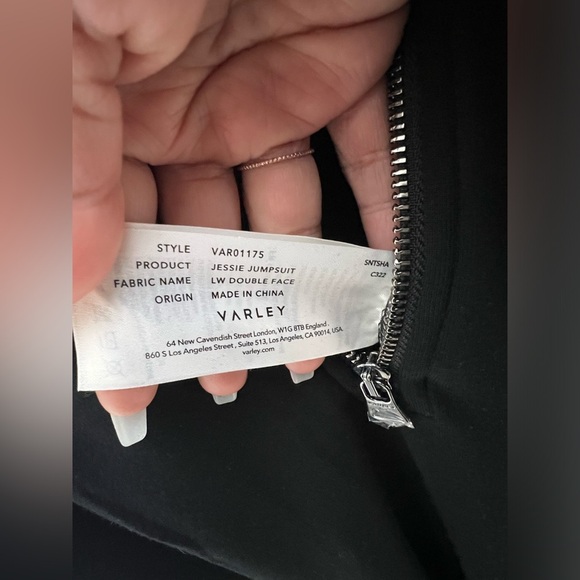 STYLE VAR01175
PRODUCT JESSIE JUMPSUIT SNTSHA
FABRIC NAME LW DOUBLE FACE C322
ORIGIN MADE IN CHINA
VARLEY
64 New Cavendish Street London, W1G 8TB England.
860 S Los Angeles Street, Suite 513, Los Angeles, CA 90014, USA
varley.com